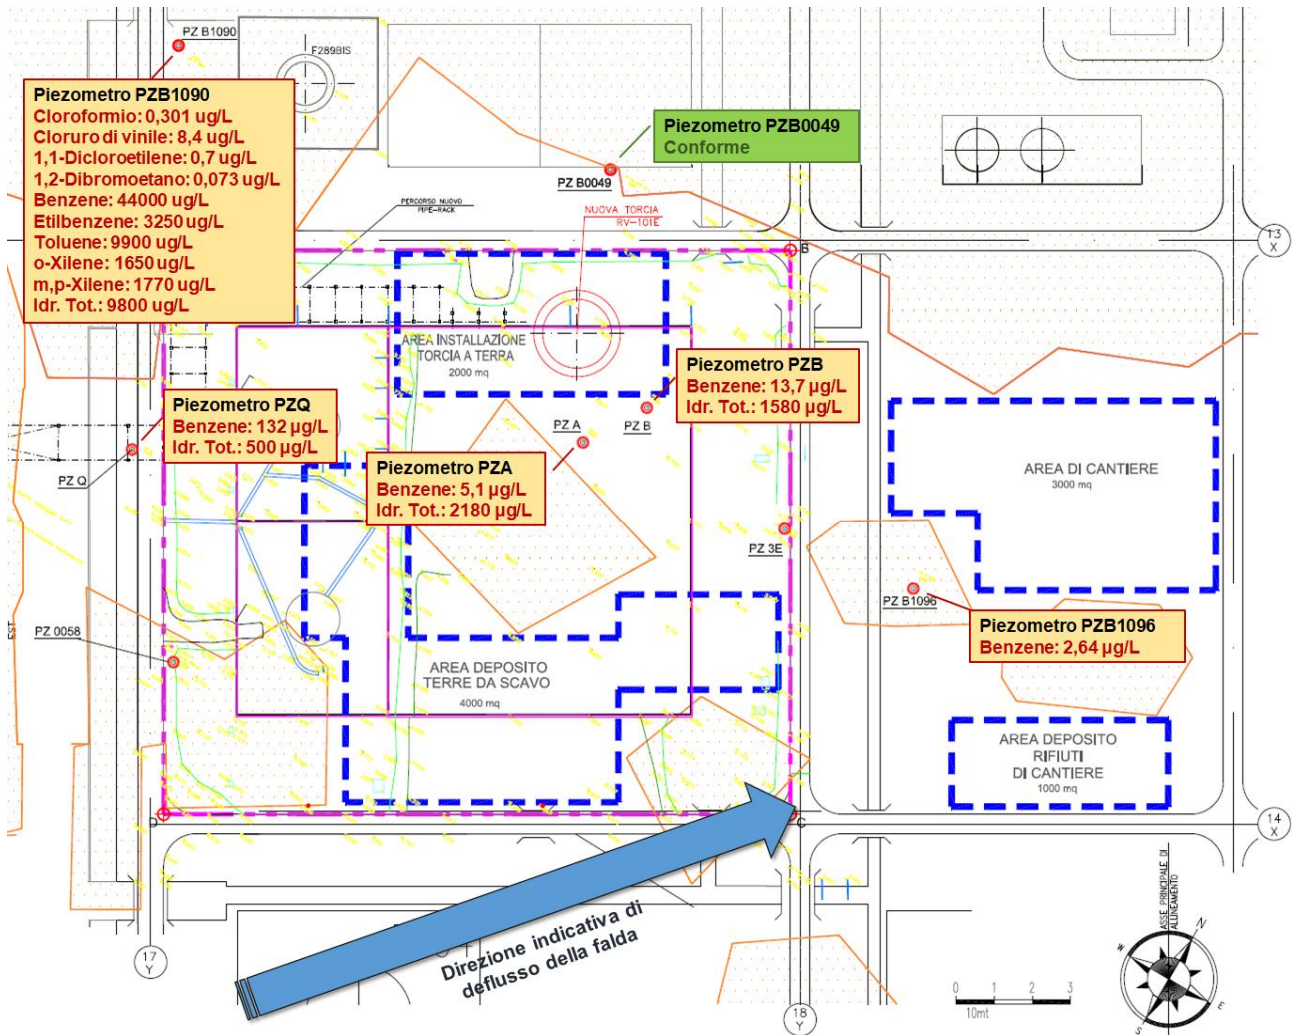 PZ B1090
F289BIS
Piezometro PZB1090
Cloroformio: 0,301 ug/L
Cloruro di vinile: 8,4 ug/L
1,1-Dicloroetilene: 0,7 ug/L
1,2-Dibromoetano: 0,073 ug/L
Benzene: 44000 ug/L
Etilbenzene: 3250 ug/L
Toluene: 9900 ug/L
o-Xilene: 1650 ug/L
m,p-Xilene: 1770 ug/L
Idr. Tot.: 9800 ug/L
Piezometro PZB0049
Conforme
PZ B0049
PERCORSO NUOVO
PIPE-RACK
NUOVA TORCIA
RV-101E
B
13
X
AREA INSTALLAZIONE
TORCIA A TERRA
2000 mq
Piezometro PZB
Benzene: 13,7 µg/L
Idr. Tot.: 1580 µg/L
PZ B
PZ A
Piezometro PZQ
Benzene: 132 µg/L
Idr. Tot.: 500 µg/L
PZ Q
Piezometro PZA
Benzene: 5,1 µg/L
Idr. Tot.: 2180 µg/L
AREA DI CANTIERE
3000 mq
PZ 3E
PZ B1096
Piezometro PZB1096
Benzene: 2,64 µg/L
EST
PZ 0058
AREA DEPOSITO
TERRE DA SCAVO
4000 mq
AREA DEPOSITO
RIFIUTI
DI CANTIERE
1000 mq
D
C
14
X
Direzione indicativa di
deflusso della falda
ASSE PRINCIPALE DI
ALLINEAMENTO
N
W
E
S
0 1 2 3
10mt
17
Y
18
Y